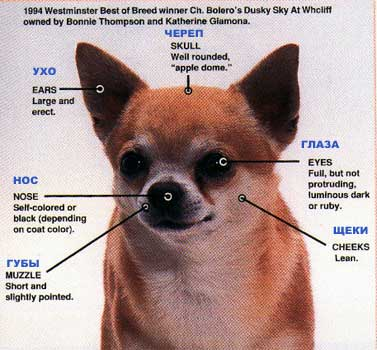 1994 Westminster Best of Breed winner Ch. Bolero's Dusky Sky At Whcliff
owned by Bonnie Thompson and Katherine Glamona.
ЧЕРЕП
SKULL
Well rounded,
"apple dome."
УХО
EARS
Large and
erect.
ГЛАЗА
EYES
Full, but not
protruding,
luminous dark
or ruby.
НОС
NOSE
Self-colored or
black (depending
on coat color).
ЩЕКИ
CHEEKS
Lean.
ГУБЫ
MUZZLE
Short and
slightly pointed.